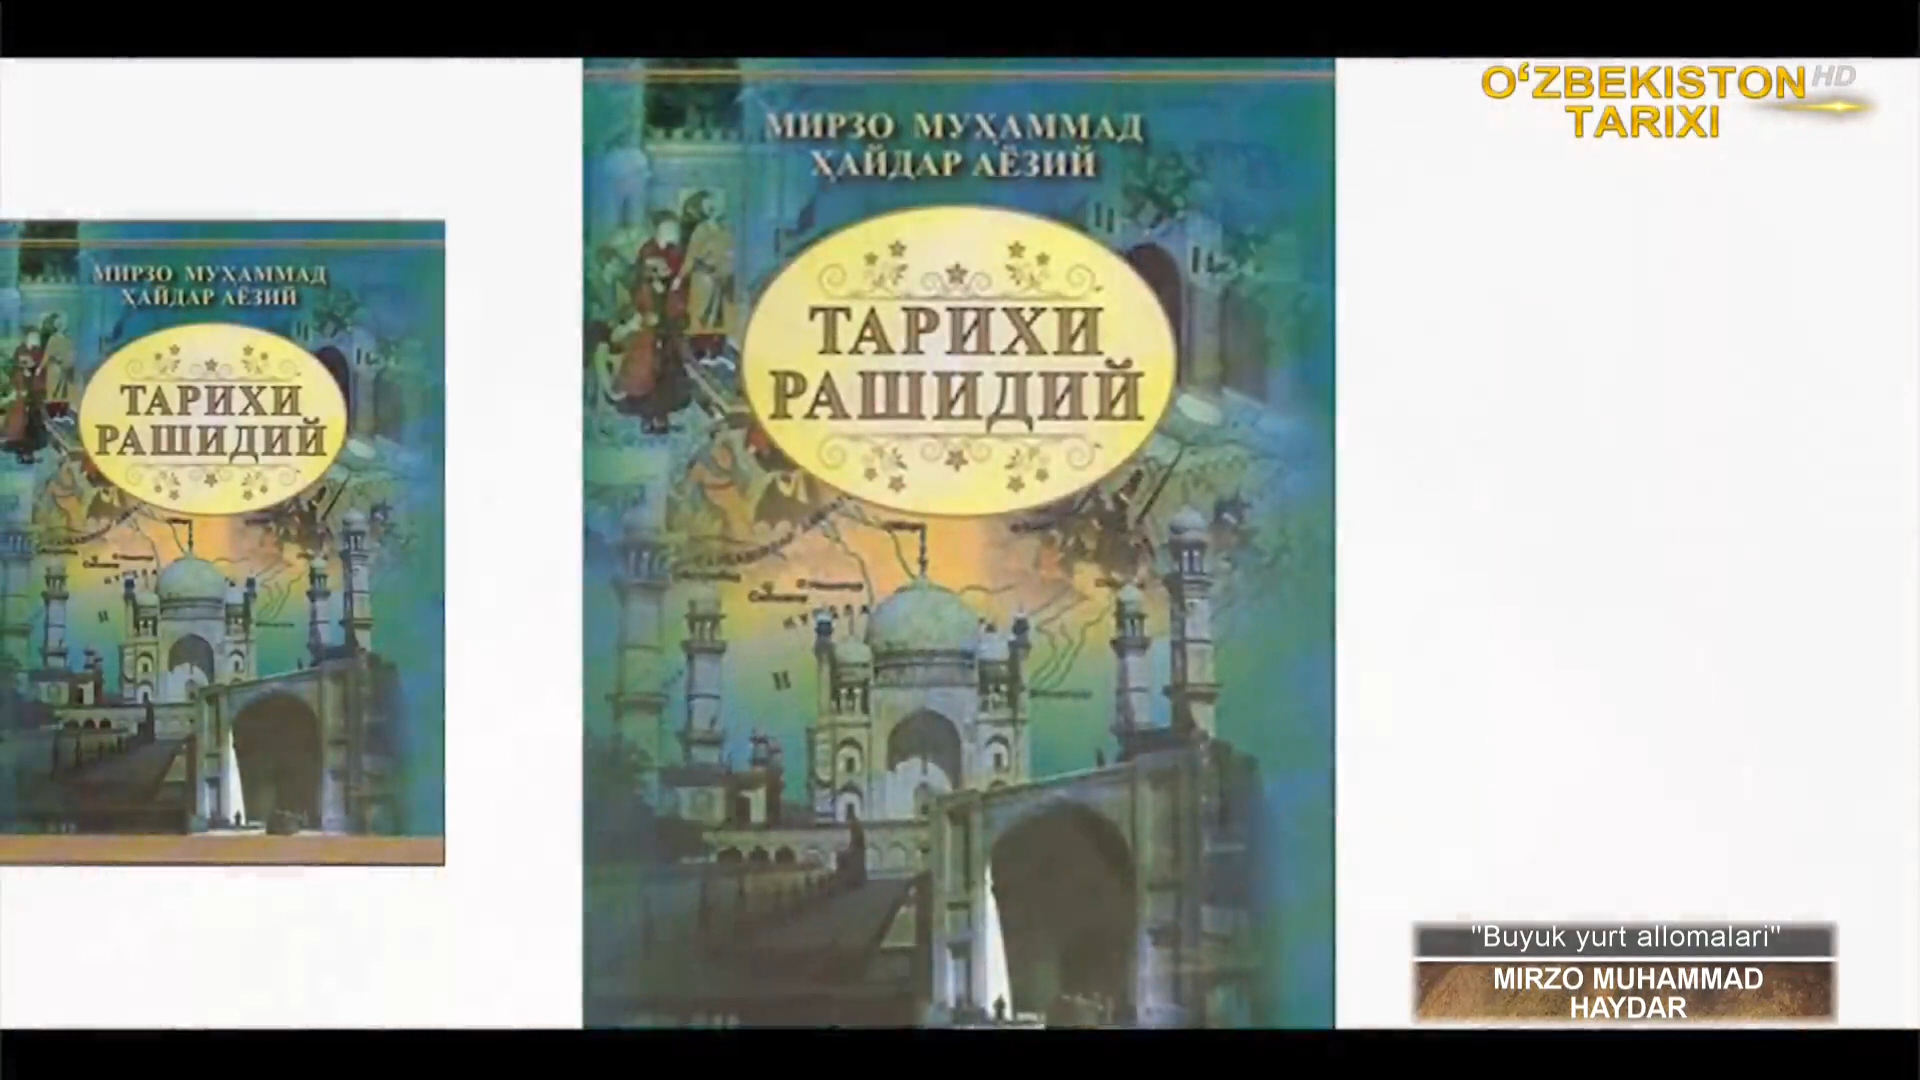 O‘ZBEKISTON HD
TARIXI
МИРЗО МУҲАММАД
ҲАЙДАР АЁЗИЙ
ТАРИХИ
РАШИДИЙ
МИРЗО МУҲАММАД
ҲАЙДАР АЁЗИЙ
ТАРИХИ
РАШИДИЙ
"Buyuk yurt allomalari"
MIRZO MUHAMMAD
HAYDAR